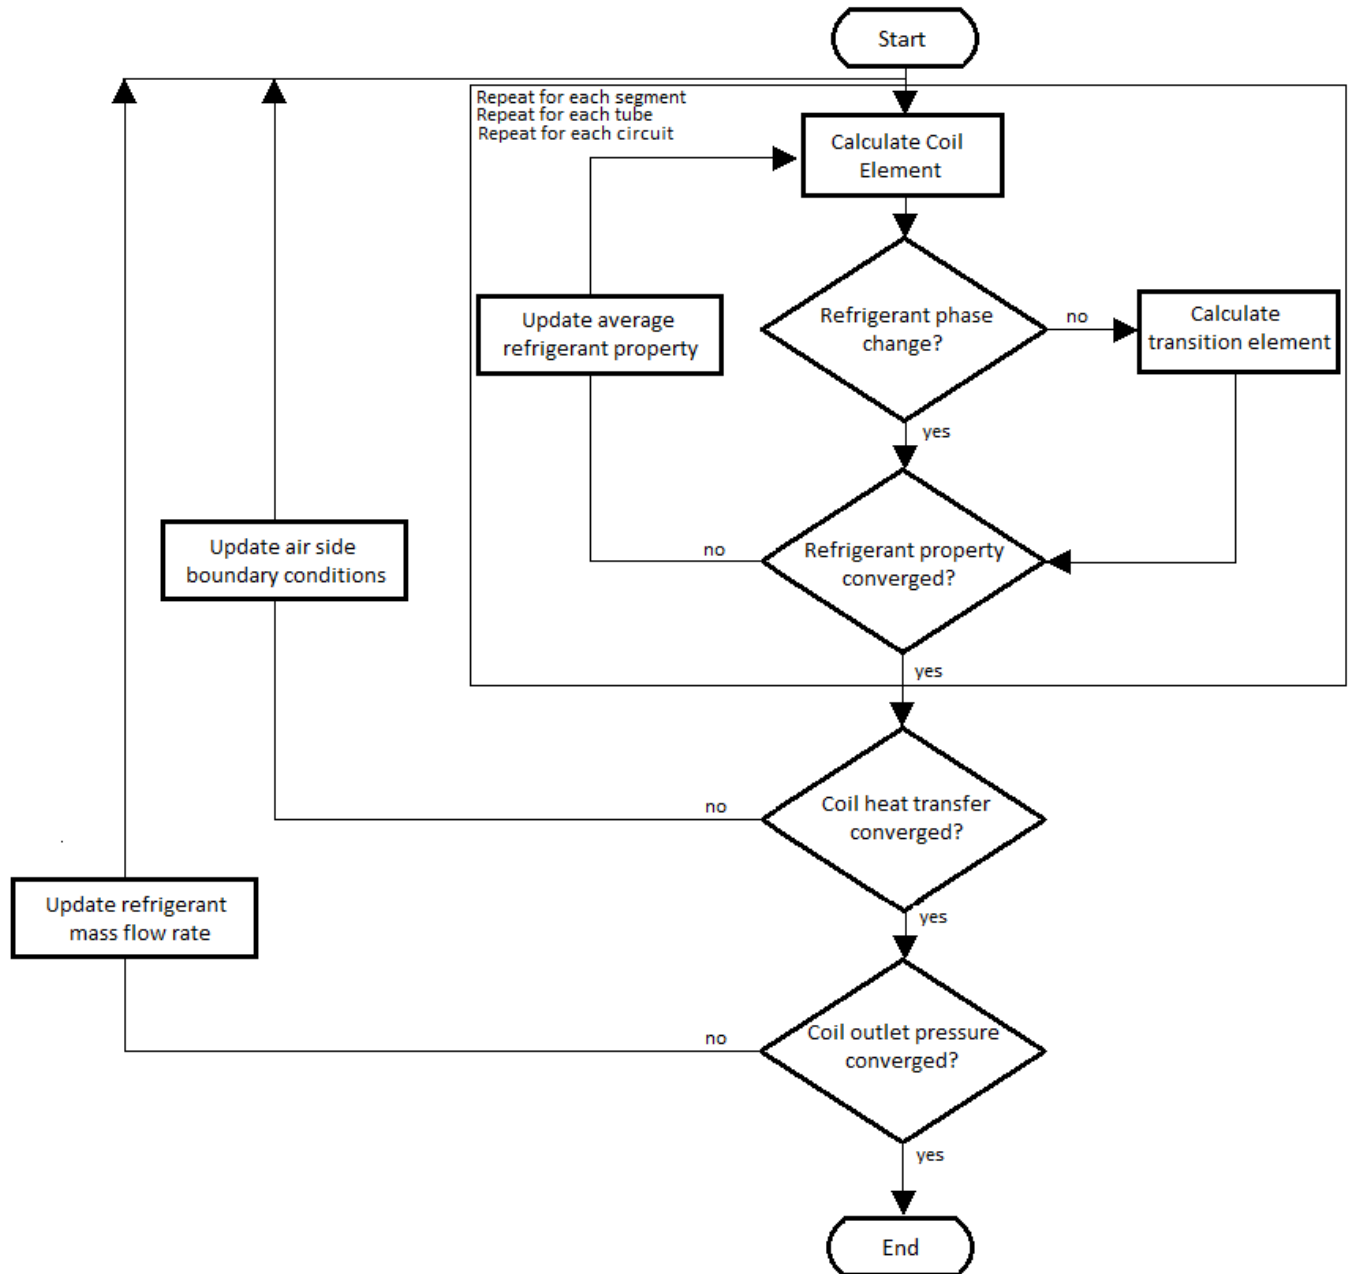 Start
Repeat for each segment
Repeat for each tube
Repeat for each circuit
Calculate Coil
Element
Refrigerant phase
change?
no
Calculate
transition element
Update average
refrigerant property
yes
Refrigerant property
converged?
no
Update air side
boundary conditions
yes
Coil heat transfer
converged?
no
Update refrigerant
mass flow rate
yes
Coil outlet pressure
converged?
no
yes
End